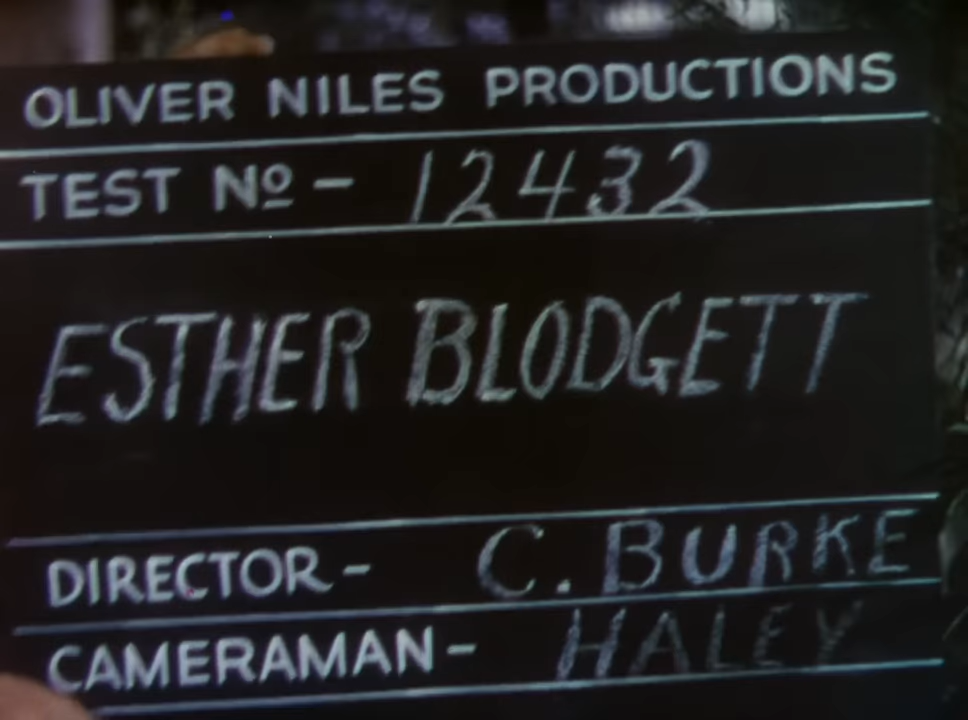 OLIVER NILES PRODUCTIONS
TEST Nº - 12432
ESTHER BLODGETT
DIRECTOR - C. BURKE
CAMERAMAN - HALEY